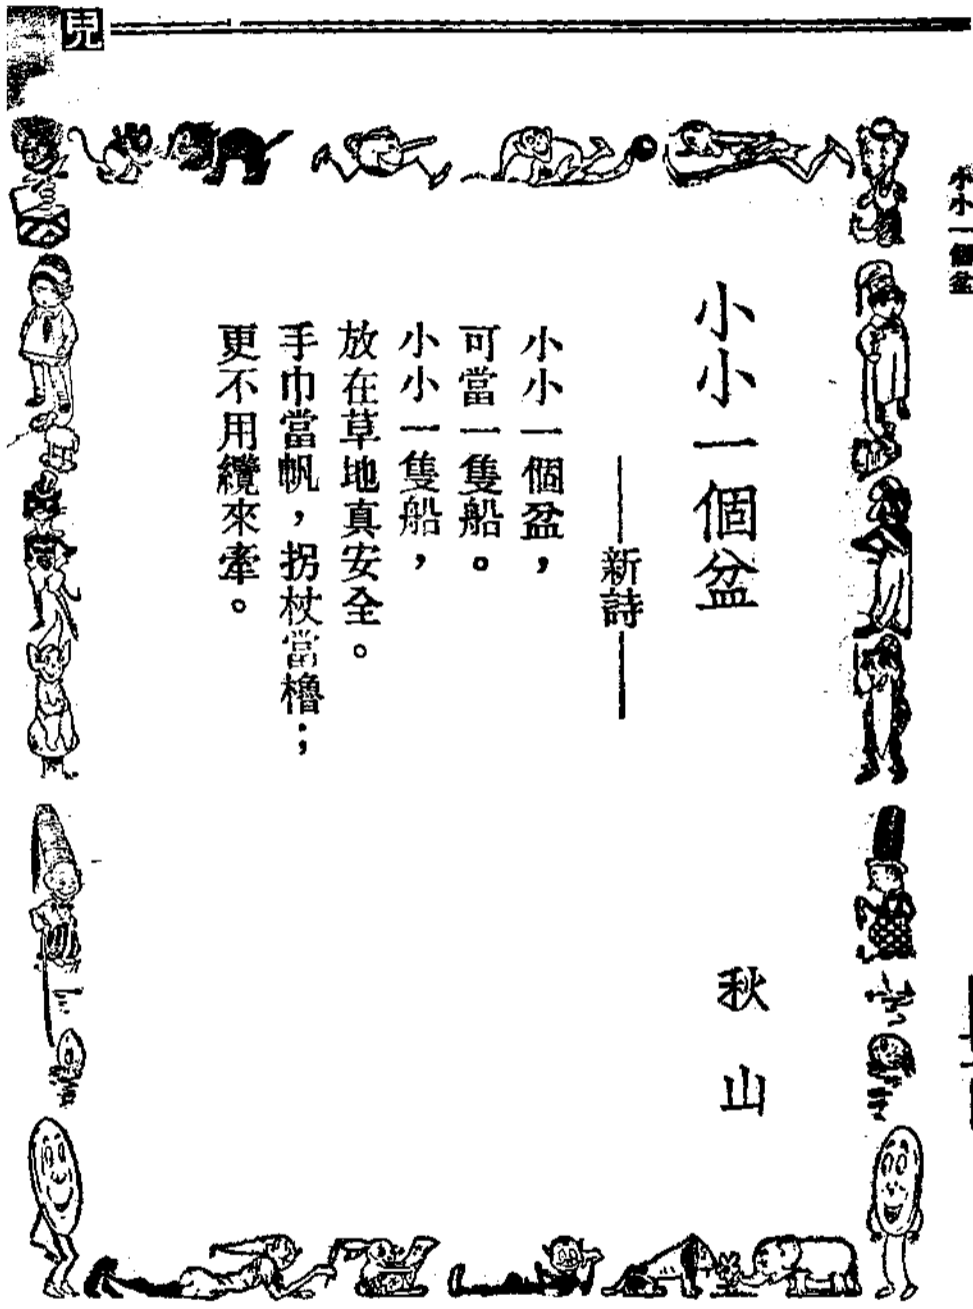 兒
小小一個盆
小小一個盆
秋山
——新詩——
小小一個盆，
可當一隻船。
小小一隻船，
放在草地真安全。
手巾當帆，拐杖當櫓；
更不用纜來牽。